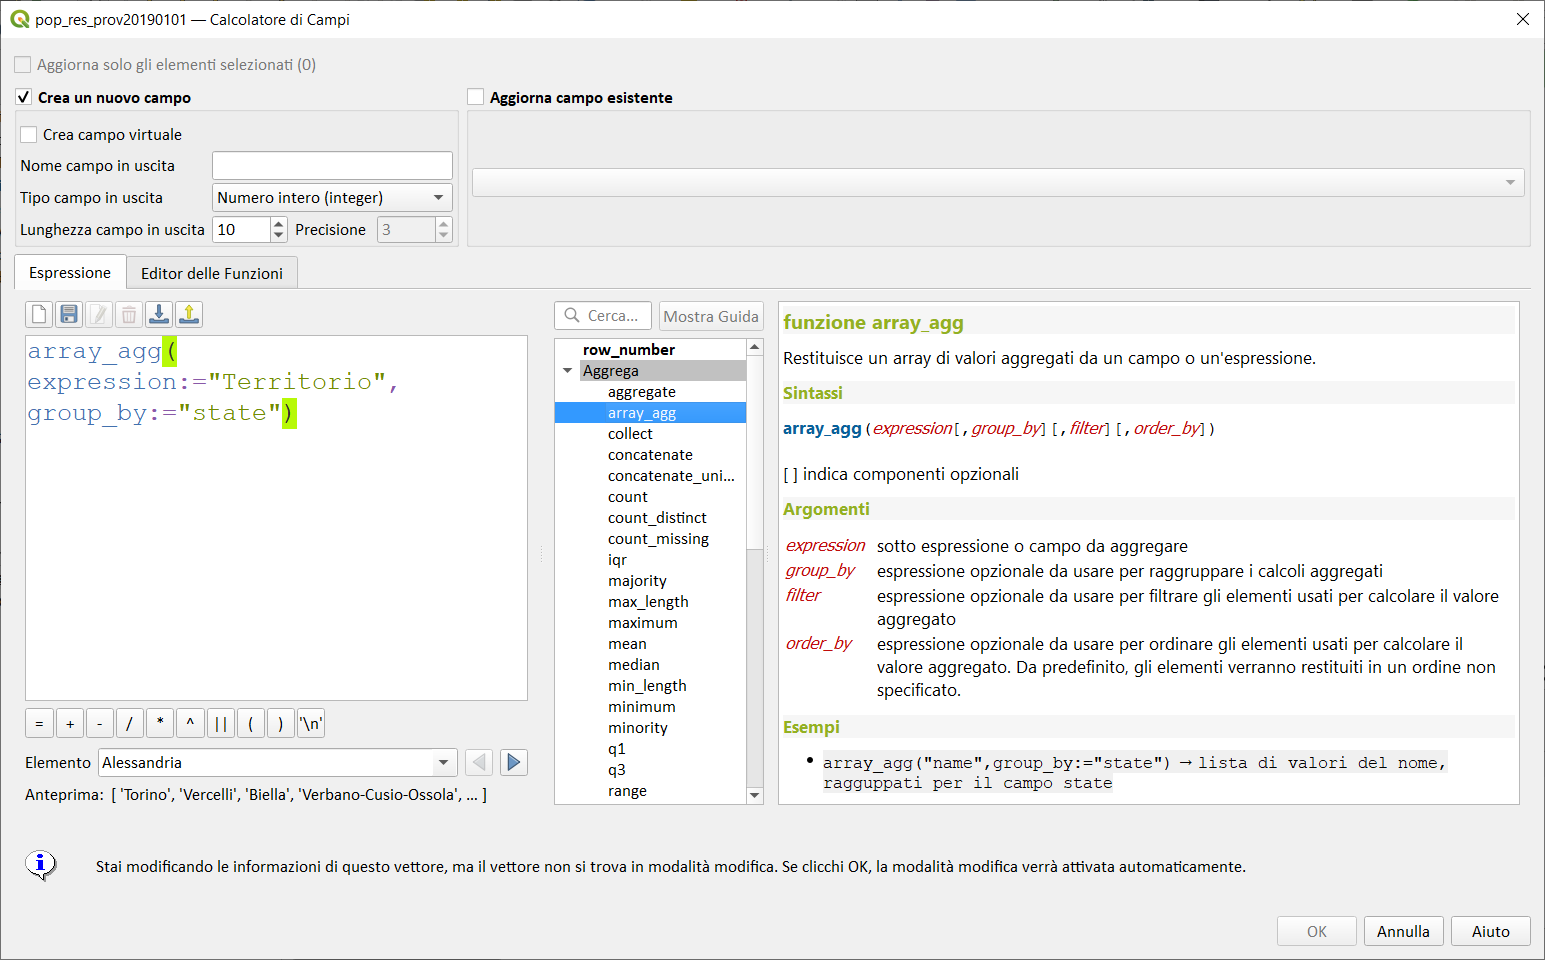 pop_res_prov20190101 — Calcolatore di Campi
Aggiorna solo gli elementi selezionati (0)
Crea un nuovo campo
Aggiorna campo esistente
Crea campo virtuale
Nome campo in uscita
Tipo campo in uscita Numero intero (integer)
Lunghezza campo in uscita 10 Precisione 3
Espressione
Editor delle Funzioni
array_agg(
expression:="Territorio",
group_by:="state")
= + - / * ^ || ( ) '\n'
Elemento Alessandria
Anteprima: [ 'Torino', 'Vercelli', 'Biella', 'Verbano-Cusio-Ossola', … ]
Cerca...
Mostra Guida
row_number
Aggrega
aggregate
array_agg
collect
concatenate
concatenate_uni...
count
count_distinct
count_missing
iqr
majority
max_length
maximum
mean
median
min_length
minimum
minority
q1
q3
range
funzione array_agg
Restituisce un array di valori aggregati da un campo o un'espressione.
Sintassi
array_agg(expression[,group_by][,filter][,order_by])
[ ] indica componenti opzionali
Argomenti
expression sotto espressione o campo da aggregare
group_by espressione opzionale da usare per raggruppare i calcoli aggregati
filter espressione opzionale da usare per filtrare gli elementi usati per calcolare il valore
aggregato
order_by espressione opzionale da usare per ordinare gli elementi usati per calcolare il
valore aggregato. Da predefinito, gli elementi verranno restituiti in un ordine non
specificato.
Esempi
• array_agg("name",group_by:="state") → lista di valori del nome,
ragguppati per il campo state
Stai modificando le informazioni di questo vettore, ma il vettore non si trova in modalità modifica. Se clicchi OK, la modalità modifica verrà attivata automaticamente.
OK Annulla Aiuto